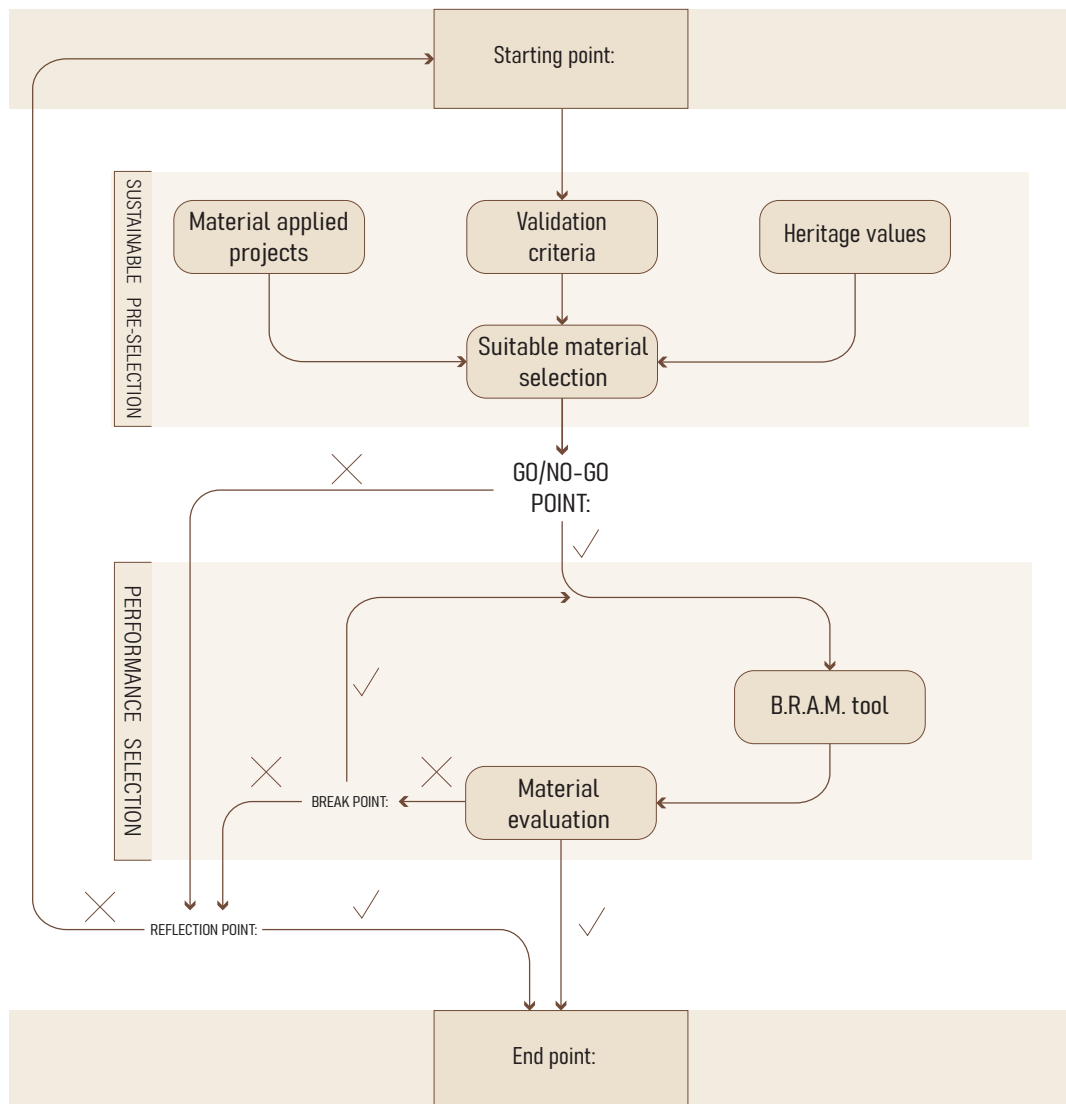 Starting point:
SUSTAINABLE PRE-SELECTION
Material applied
projects
Validation
criteria
Heritage values
Suitable material
selection
GO/NO-GO
POINT:
PERFORMANCE SELECTION
B.R.A.M. tool
Material
evaluation
BREAK POINT:
REFLECTION POINT:
End point: